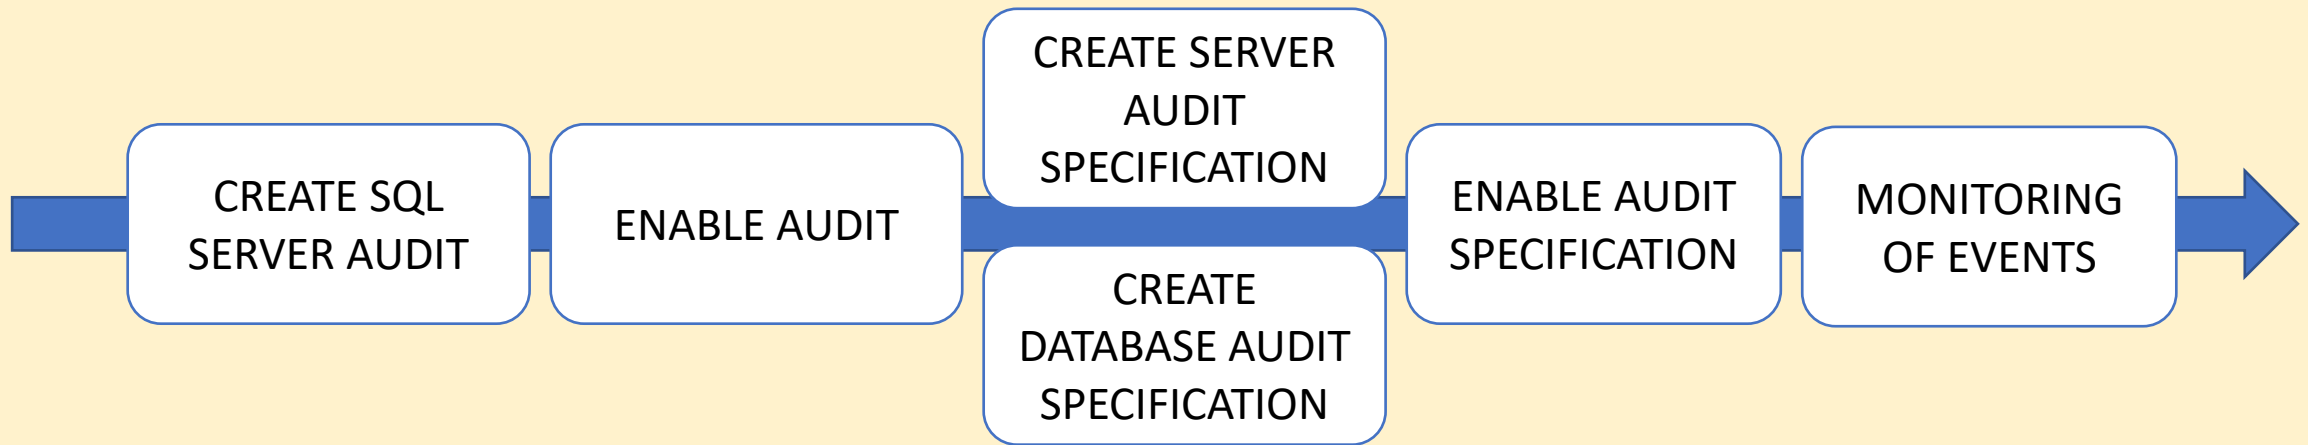 CREATE SQL
SERVER AUDIT
ENABLE AUDIT
CREATE SERVER
AUDIT
SPECIFICATION
CREATE
DATABASE AUDIT
SPECIFICATION
ENABLE AUDIT
SPECIFICATION
MONITORING
OF EVENTS